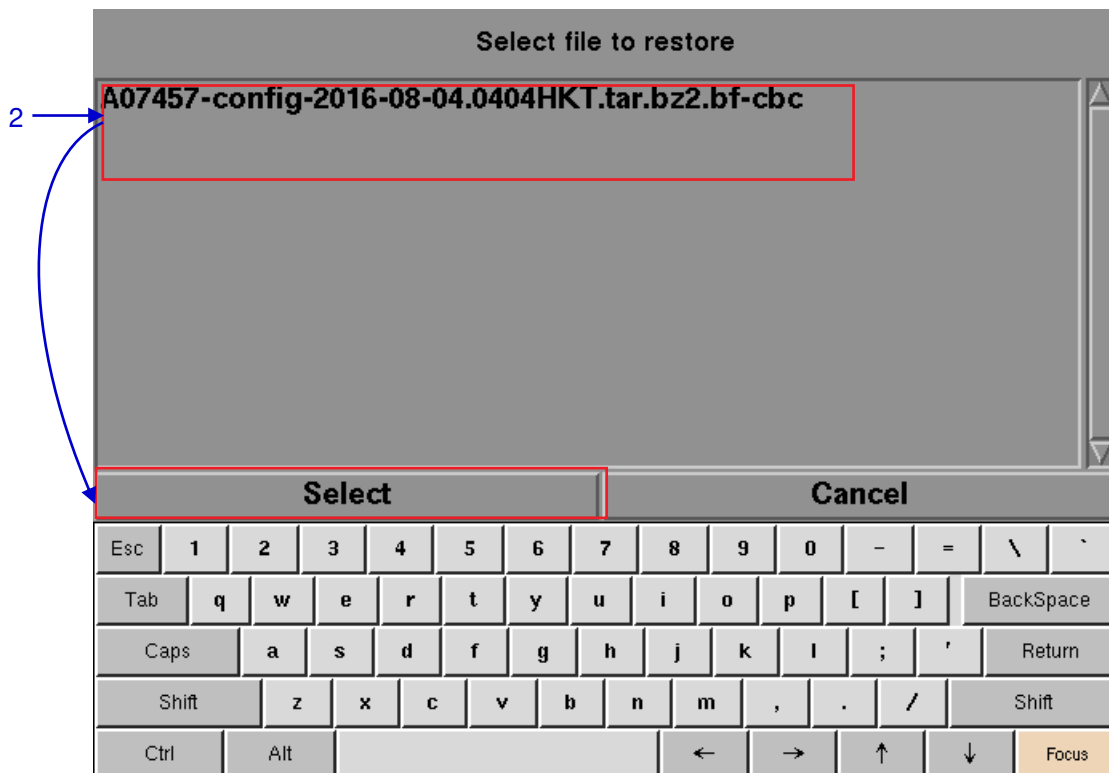 Select file to restore
A07457-config-2016-08-04.0404HKT.tar.bz2.bf-cbc
2
Select Cancel
Esc 1 2 3 4 5 6 7 8 9 0 - = \ `
Tab q w e r t y u i o p [ ] BackSpace
Caps a s d f g h j k l ; ' Return
Shift z x c v b n m , . / Shift
Ctrl Alt ← → ↑ ↓ Focus